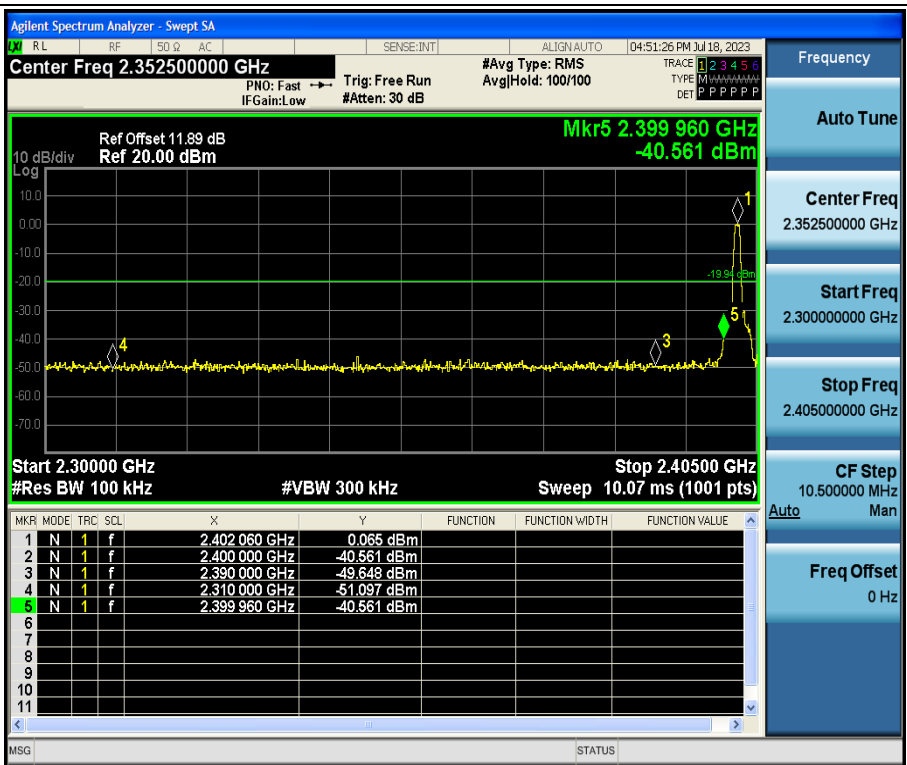 Agilent Spectrum Analyzer - Swept SA
LXI RL RF 50 Ω AC SENSE:INT ALIGN AUTO 04:51:26 PM Jul 18, 2023
Center Freq 2.352500000 GHz
PNO: Fast
IFGain:Low
Trig: Free Run
#Atten: 30 dB
#Avg Type: RMS
Avg|Hold: 100/100
TRACE 1 2 3 4 5 6
TYPE MWWWWW
DET P P P P P P
Ref Offset 11.89 dB
Ref 20.00 dBm
10 dB/div
Log
Mkr5 2.399 960 GHz
-40.561 dBm
10.0
0.00
-10.0
-20.0
-30.0
-40.0
-50.0
-60.0
-70.0
1
-19.94 dBm
5
3
4
Start 2.30000 GHz Stop 2.40500 GHz
#Res BW 100 kHz #VBW 300 kHz Sweep 10.07 ms (1001 pts)
MKR MODE TRC SCL X Y FUNCTION FUNCTION WIDTH FUNCTION VALUE
1 N 1 f 2.402 060 GHz 0.065 dBm
2 N 1 f 2.400 000 GHz -40.561 dBm
3 N 1 f 2.390 000 GHz -49.648 dBm
4 N 1 f 2.310 000 GHz -51.097 dBm
5 N 1 f 2.399 960 GHz -40.561 dBm
6
7
8
9
10
11
MSG STATUS
Frequency
Auto Tune
Center Freq
2.352500000 GHz
Start Freq
2.300000000 GHz
Stop Freq
2.405000000 GHz
CF Step
10.500000 MHz
Auto Man
Freq Offset
0 Hz